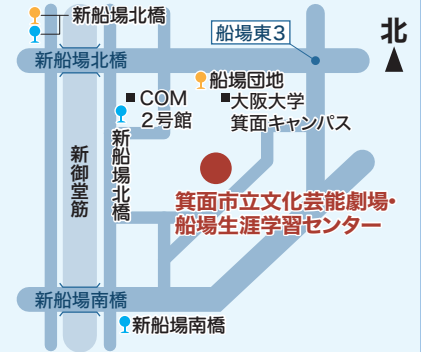 新船場北橋
船場東3
北
新船場北橋
船場団地
COM
2号館
大阪大学
箕面キャンパス
新船場北橋
新御堂筋
箕面市立文化芸能劇場・
船場生涯学習センター
新船場南橋
新船場南橋